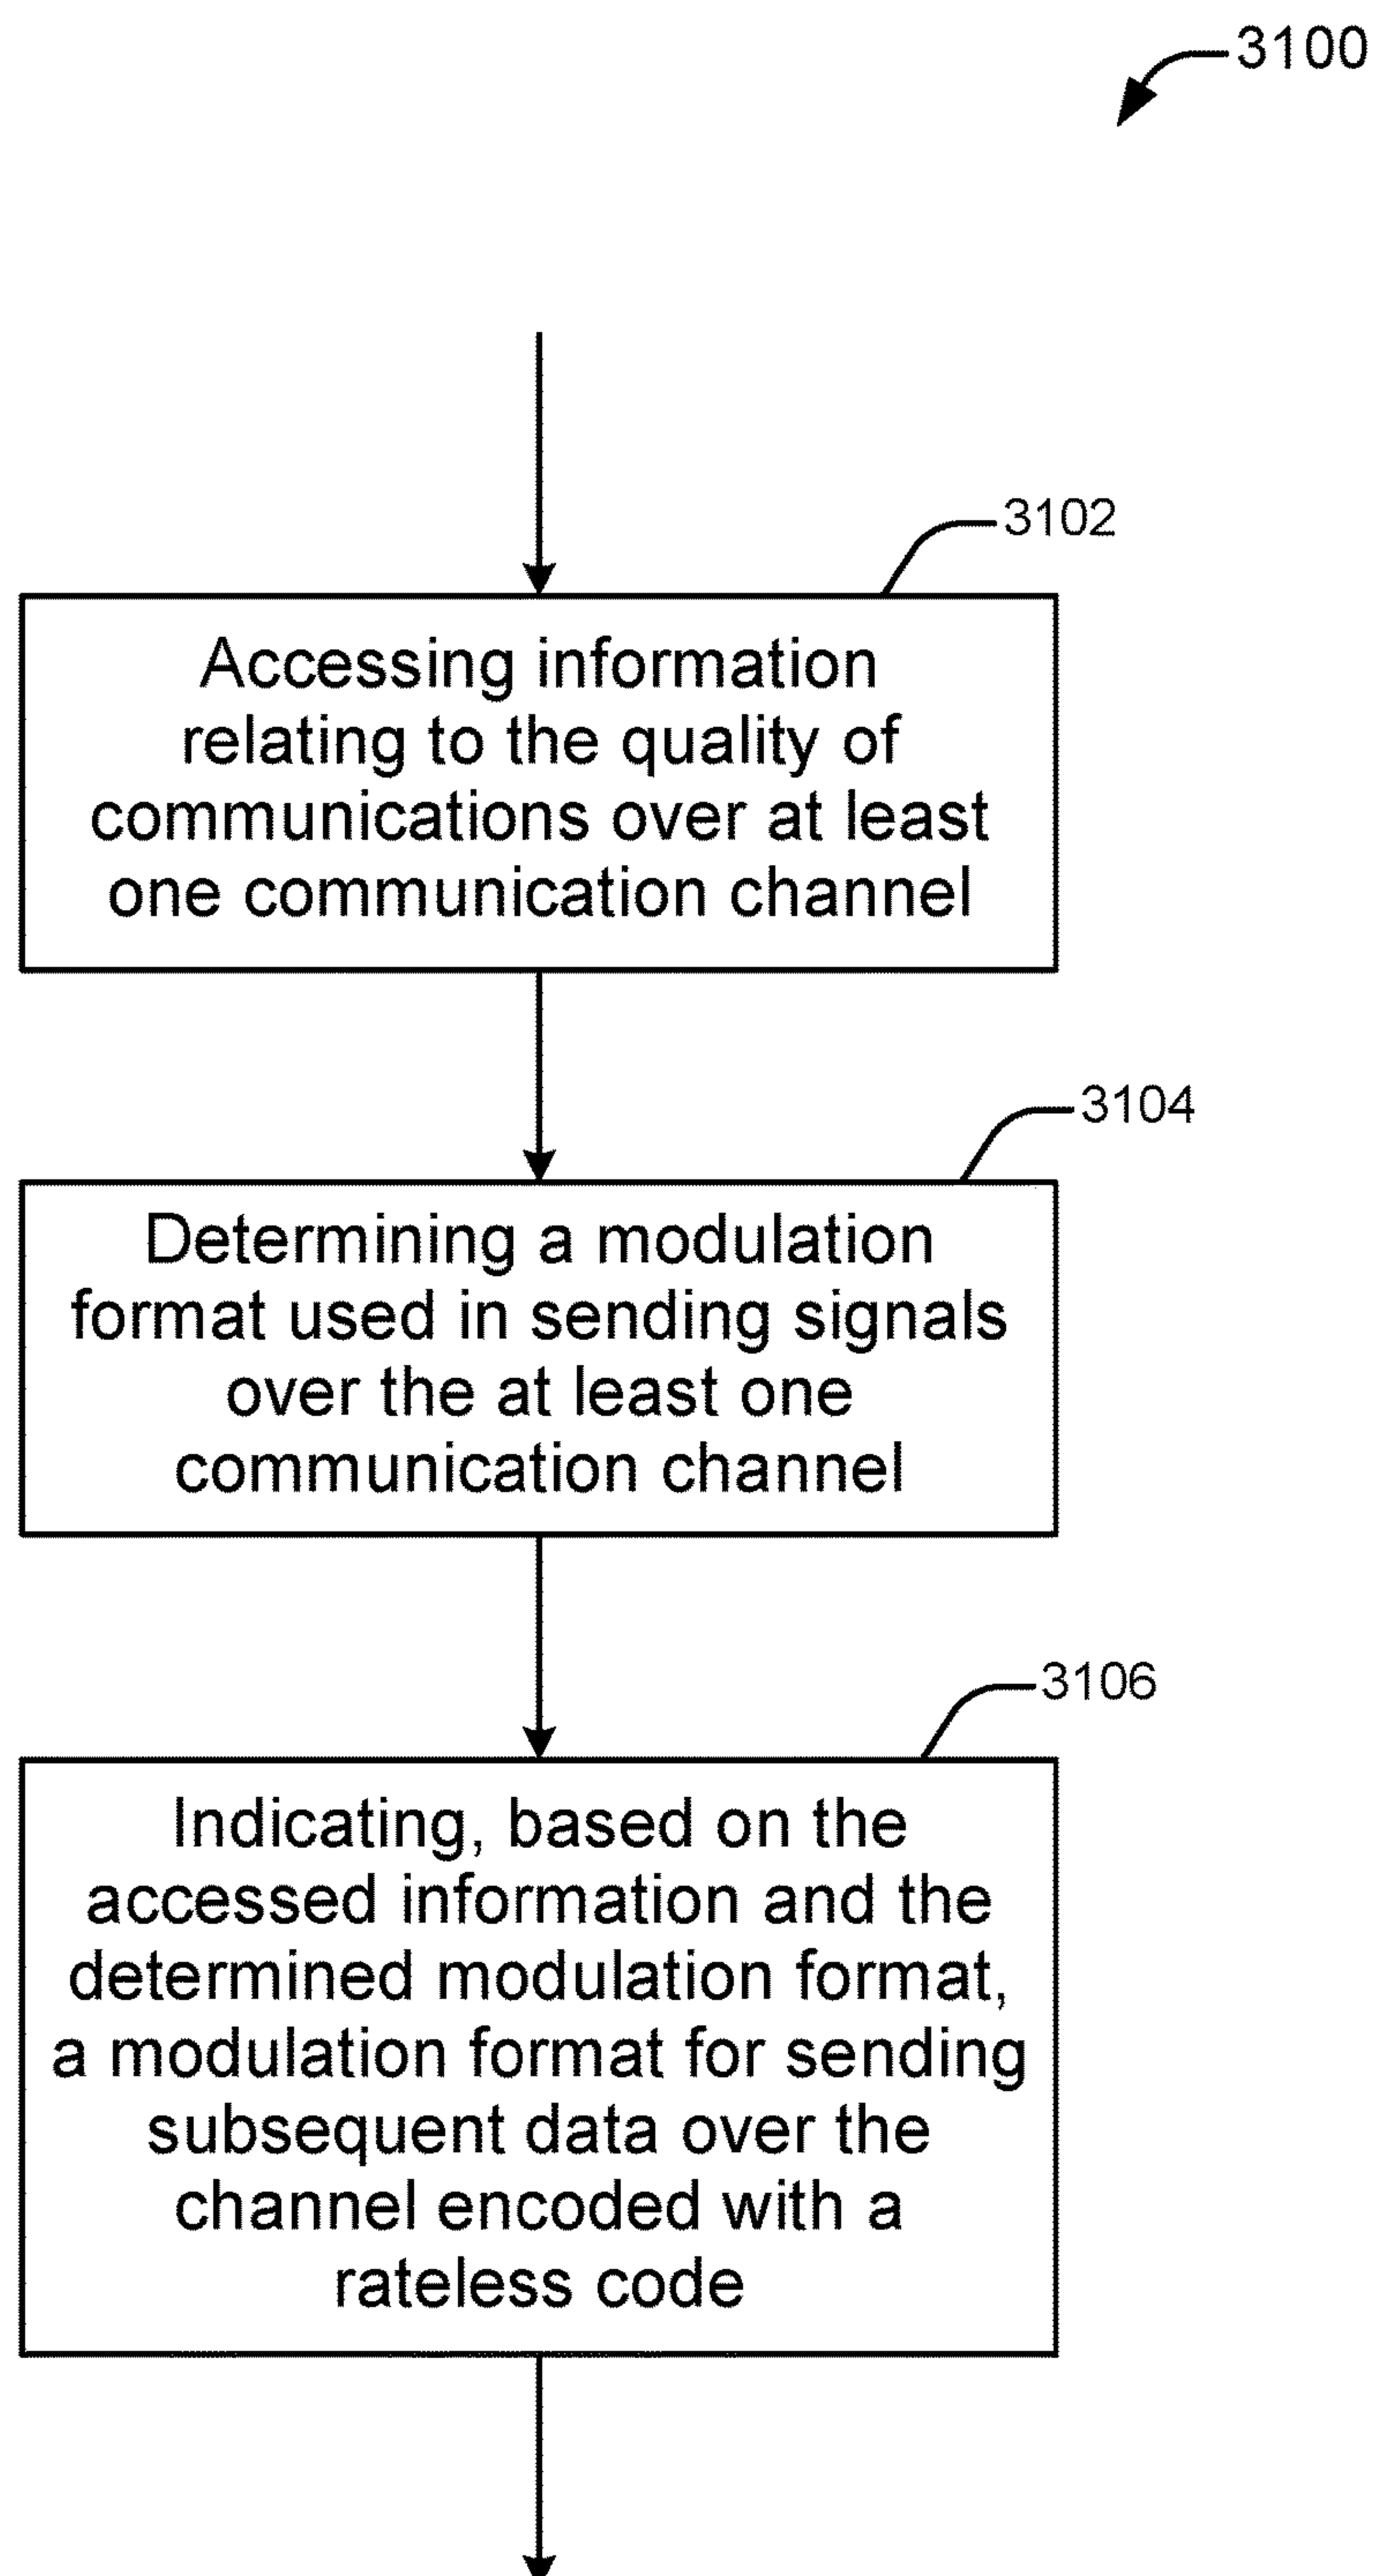 3100
3102
Accessing information
relating to the quality of
communications over at least
one communication channel
3104
Determining a modulation
format used in sending signals
over the at least one
communication channel
3106
Indicating, based on the
accessed information and the
determined modulation format,
a modulation format for sending
subsequent data over the
channel encoded with a
rateless code